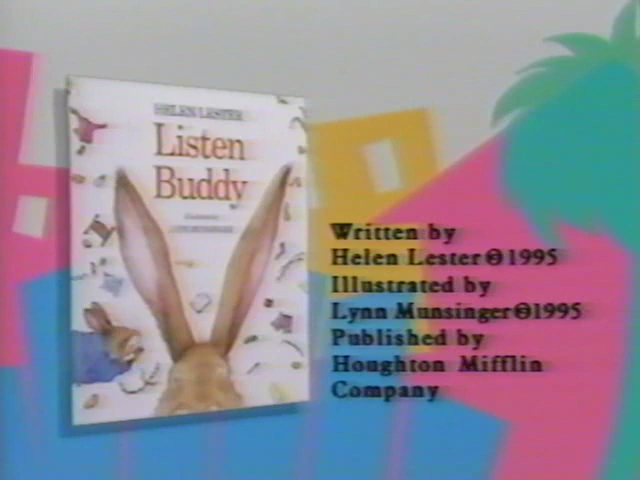 HELEN LESTER
Listen
Buddy
Written by
Helen Lester©1995
Illustrated by
Lynn Munsinger©1995
Published by
Houghton Mifflin
Company